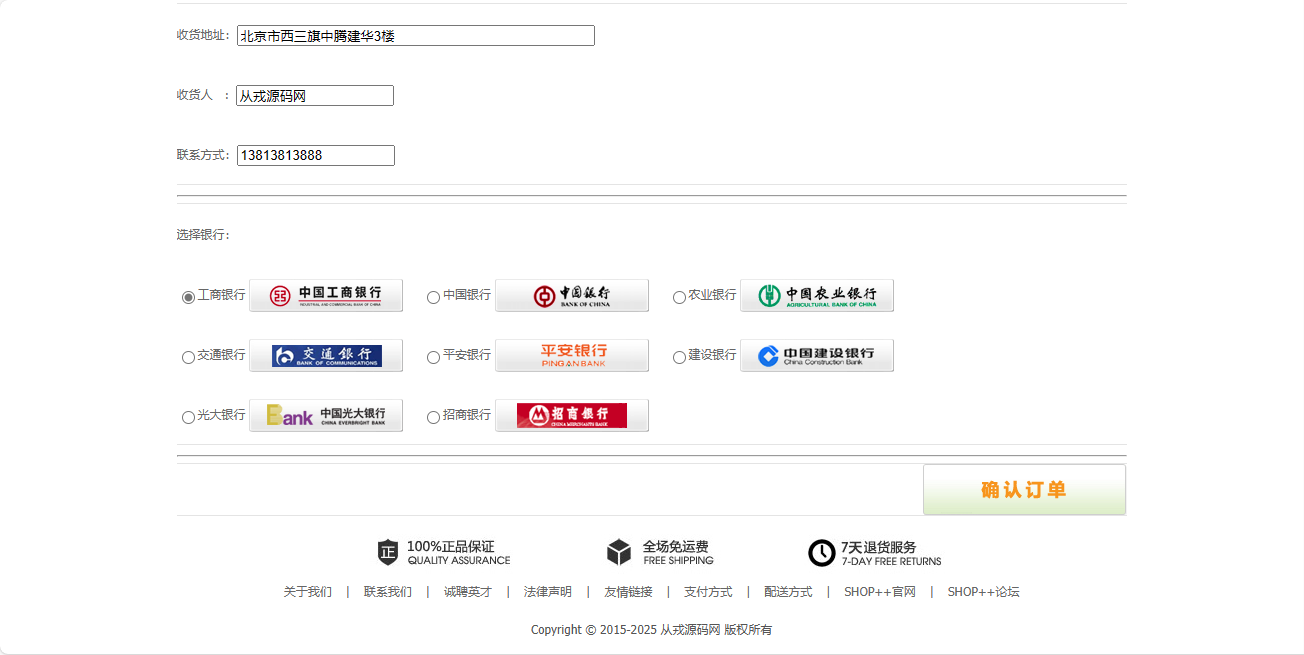 收货地址: 北京市西三旗中腾建华3楼
收货人 : 从戎源码网
联系方式: 13813813888
选择银行:
工商银行 中国工商银行 INDUSTRIAL AND COMMERCIAL BANK OF CHINA 中国银行 中国银行 BANK OF CHINA 农业银行 中国农业银行 AGRICULTURAL BANK OF CHINA
交通银行 交通银行 BANK OF COMMUNICATIONS 平安银行 平安银行 PING AN BANK 建设银行 中国建设银行 China Construction Bank
光大银行 Bank 中国光大银行 CHINA EVERBRIGHT BANK 招商银行 招商银行 CHINA MERCHANTS BANK
确认订单
正 100%正品保证 全场免运费 7天退货服务
QUALITY ASSURANCE FREE SHIPPING 7-DAY FREE RETURNS
关于我们 | 联系我们 | 诚聘英才 | 法律声明 | 友情链接 | 支付方式 | 配送方式 | SHOP++官网 | SHOP++论坛
Copyright © 2015-2025 从戎源码网 版权所有